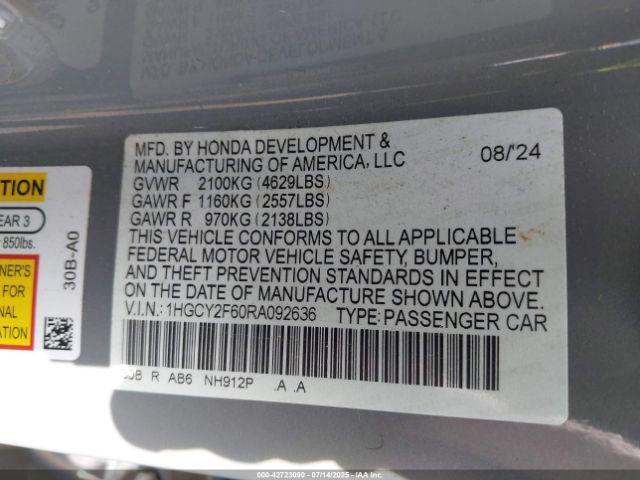 MFD. BY HONDA DEVELOPMENT &
MANUFACTURING OF AMERICA, LLC 08/'24
GVWR 2100KG (4629LBS)
GAWR F 1160KG (2557LBS)
GAWR R 970KG (2138LBS)
THIS VEHICLE CONFORMS TO ALL APPLICABLE
FEDERAL MOTOR VEHICLE SAFETY, BUMPER,
AND THEFT PREVENTION STANDARDS IN EFFECT
ON THE DATE OF MANUFACTURE SHOWN ABOVE.
V.I.N.: 1HGCY2F60RA092636 TYPE: PASSENGER CAR
R AB6 NH912P .A .A
TION
EAR 3
850lbs.
NER'S
FOR
NAL
TION
30B-A0
000-42723090 - 07/14/2025 - © IAA Holdings, LLC